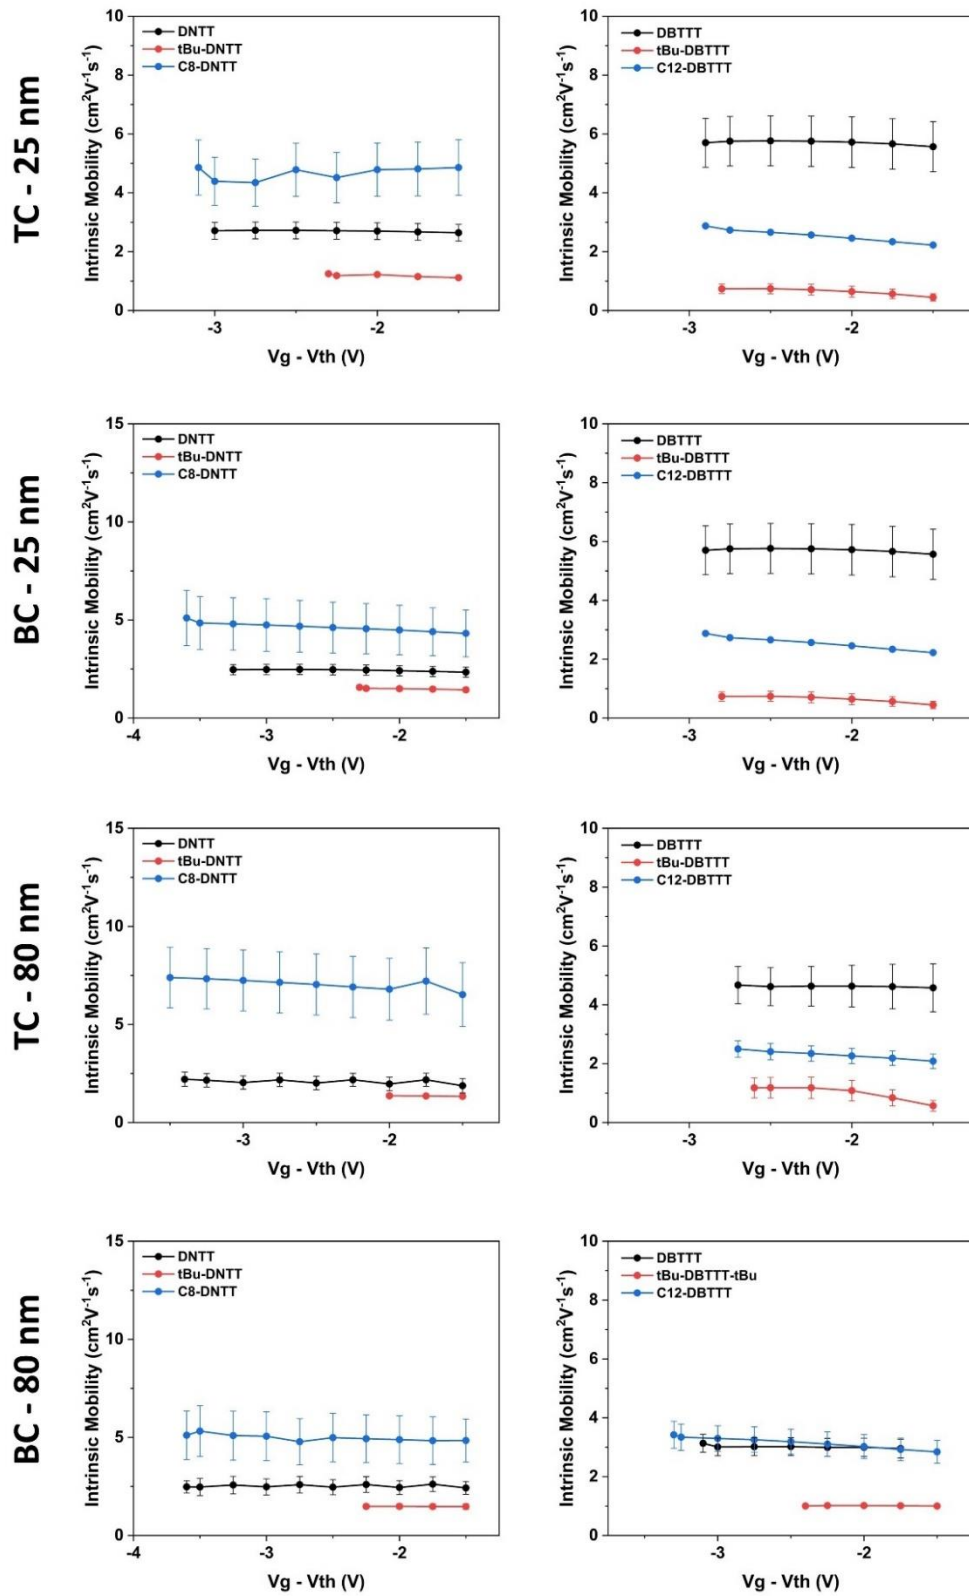 TC - 25 nm
Intrinsic Mobility (cm²V⁻¹s⁻¹)
10
8
6
4
2
0
DNTT
tBu-DNTT
C8-DNTT
-3
-2
Vg - Vth (V)
Intrinsic Mobility (cm²V⁻¹s⁻¹)
10
8
6
4
2
0
DBTTT
tBu-DBTTT
C12-DBTTT
-3
-2
Vg - Vth (V)
BC - 25 nm
Intrinsic Mobility (cm²V⁻¹s⁻¹)
15
10
5
0
DNTT
tBu-DNTT
C8-DNTT
-4
-3
-2
Vg - Vth (V)
Intrinsic Mobility (cm²V⁻¹s⁻¹)
10
8
6
4
2
0
DBTTT
tBu-DBTTT
C12-DBTTT
-3
-2
Vg - Vth (V)
TC - 80 nm
Intrinsic Mobility (cm²V⁻¹s⁻¹)
15
10
5
0
DNTT
tBu-DNTT
C8-DNTT
-3
-2
Vg - Vth (V)
Intrinsic Mobility (cm²V⁻¹s⁻¹)
10
8
6
4
2
0
DBTTT
tBu-DBTTT
C12-DBTTT
-3
-2
Vg - Vth (V)
BC - 80 nm
Intrinsic Mobility (cm²V⁻¹s⁻¹)
15
10
5
0
DNTT
tBu-DNTT
C8-DNTT
-4
-3
-2
Vg - Vth (V)
Intrinsic Mobility (cm²V⁻¹s⁻¹)
10
8
6
4
2
0
DBTTT
tBu-DBTTT-tBu
C12-DBTTT
-3
-2
Vg - Vth (V)